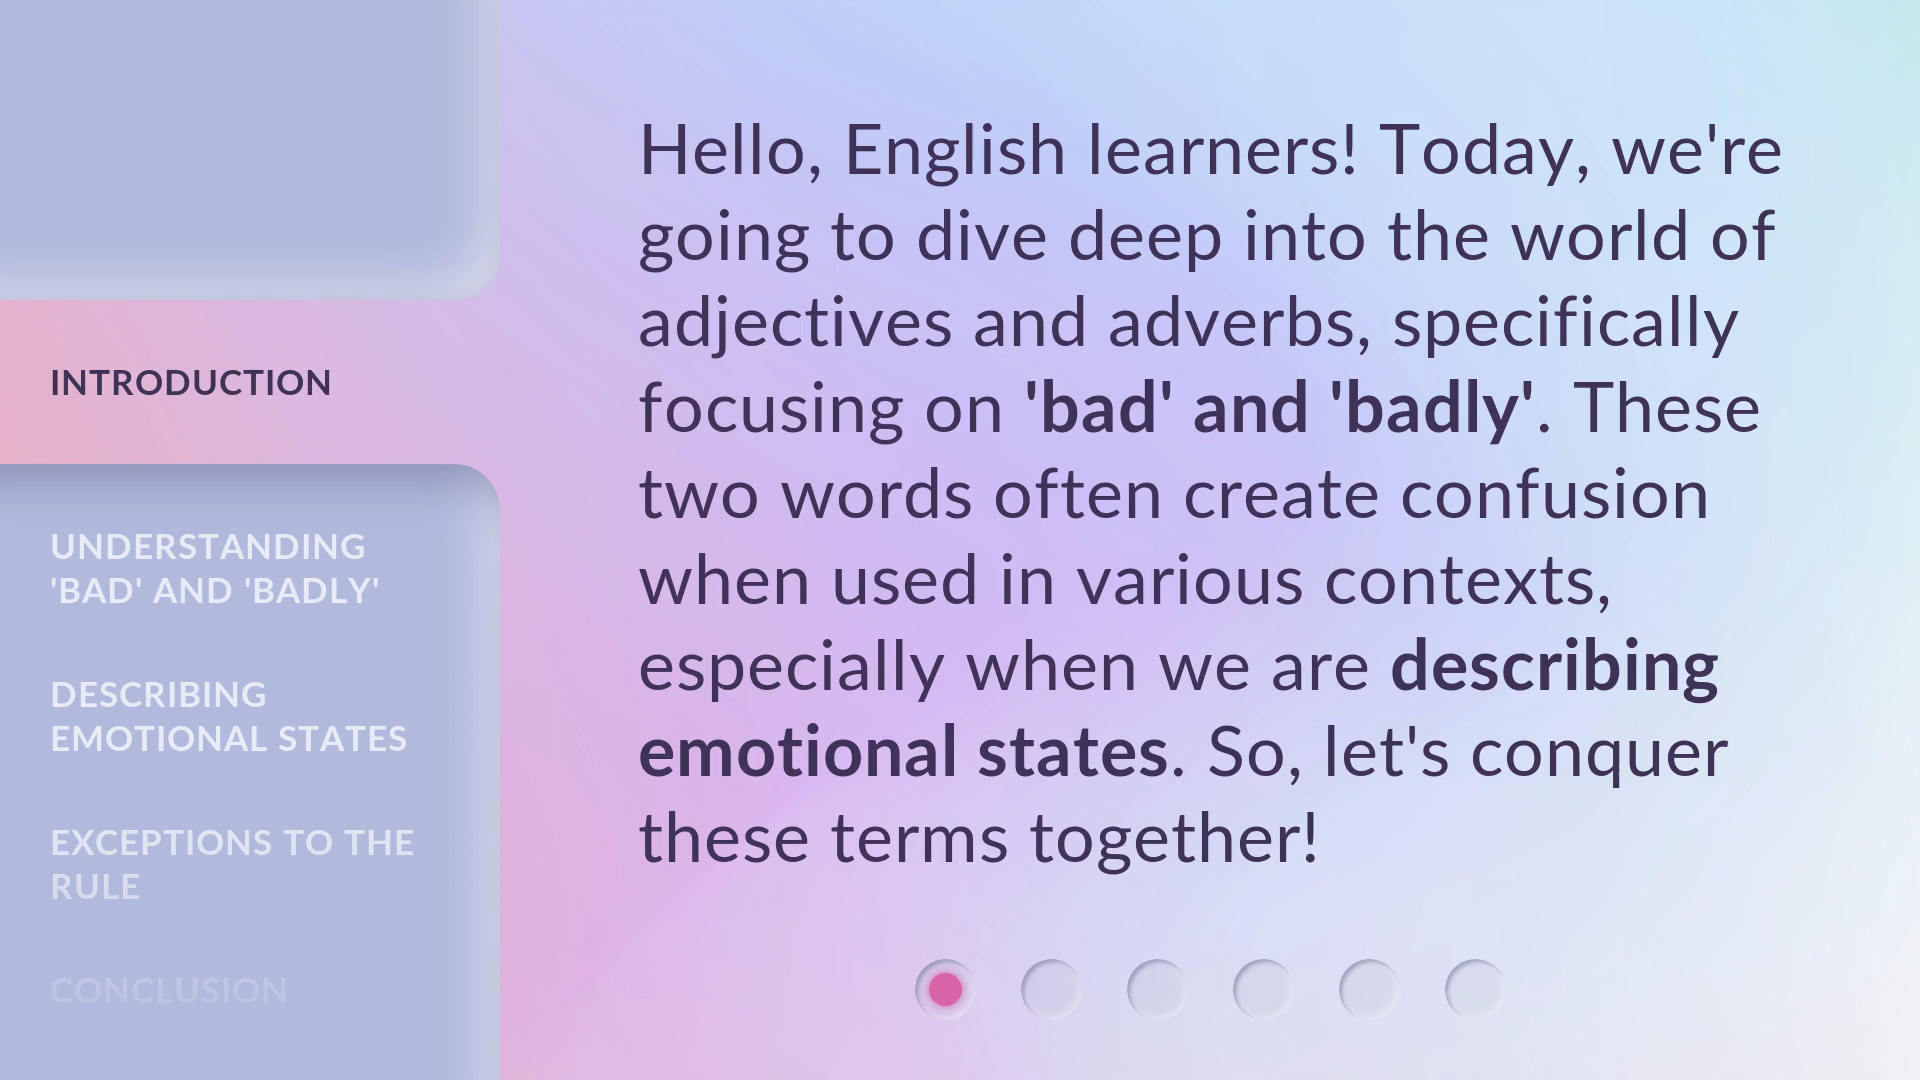 INTRODUCTION
UNDERSTANDING
'BAD' AND 'BADLY'
DESCRIBING
EMOTIONAL STATES
EXCEPTIONS TO THE
RULE
CONCLUSION
Hello, English learners! Today, we're
going to dive deep into the world of
adjectives and adverbs, specifically
focusing on 'bad' and 'badly'. These
two words often create confusion
when used in various contexts,
especially when we are describing
emotional states. So, let's conquer
these terms together!